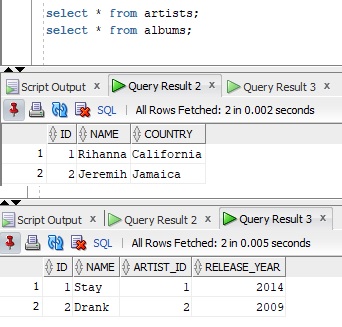 select * from artists;
select * from albums;
Script Output x Query Result 2 x Query Result 3 x
SQL | All Rows Fetched: 2 in 0.002 seconds
ID NAME COUNTRY
1 1 Rihanna California
2 2 Jeremih Jamaica
Script Output x Query Result 2 x Query Result 3 x
SQL | All Rows Fetched: 2 in 0.005 seconds
ID NAME ARTIST_ID RELEASE_YEAR
1 1 Stay 1 2014
2 2 Drank 2 2009